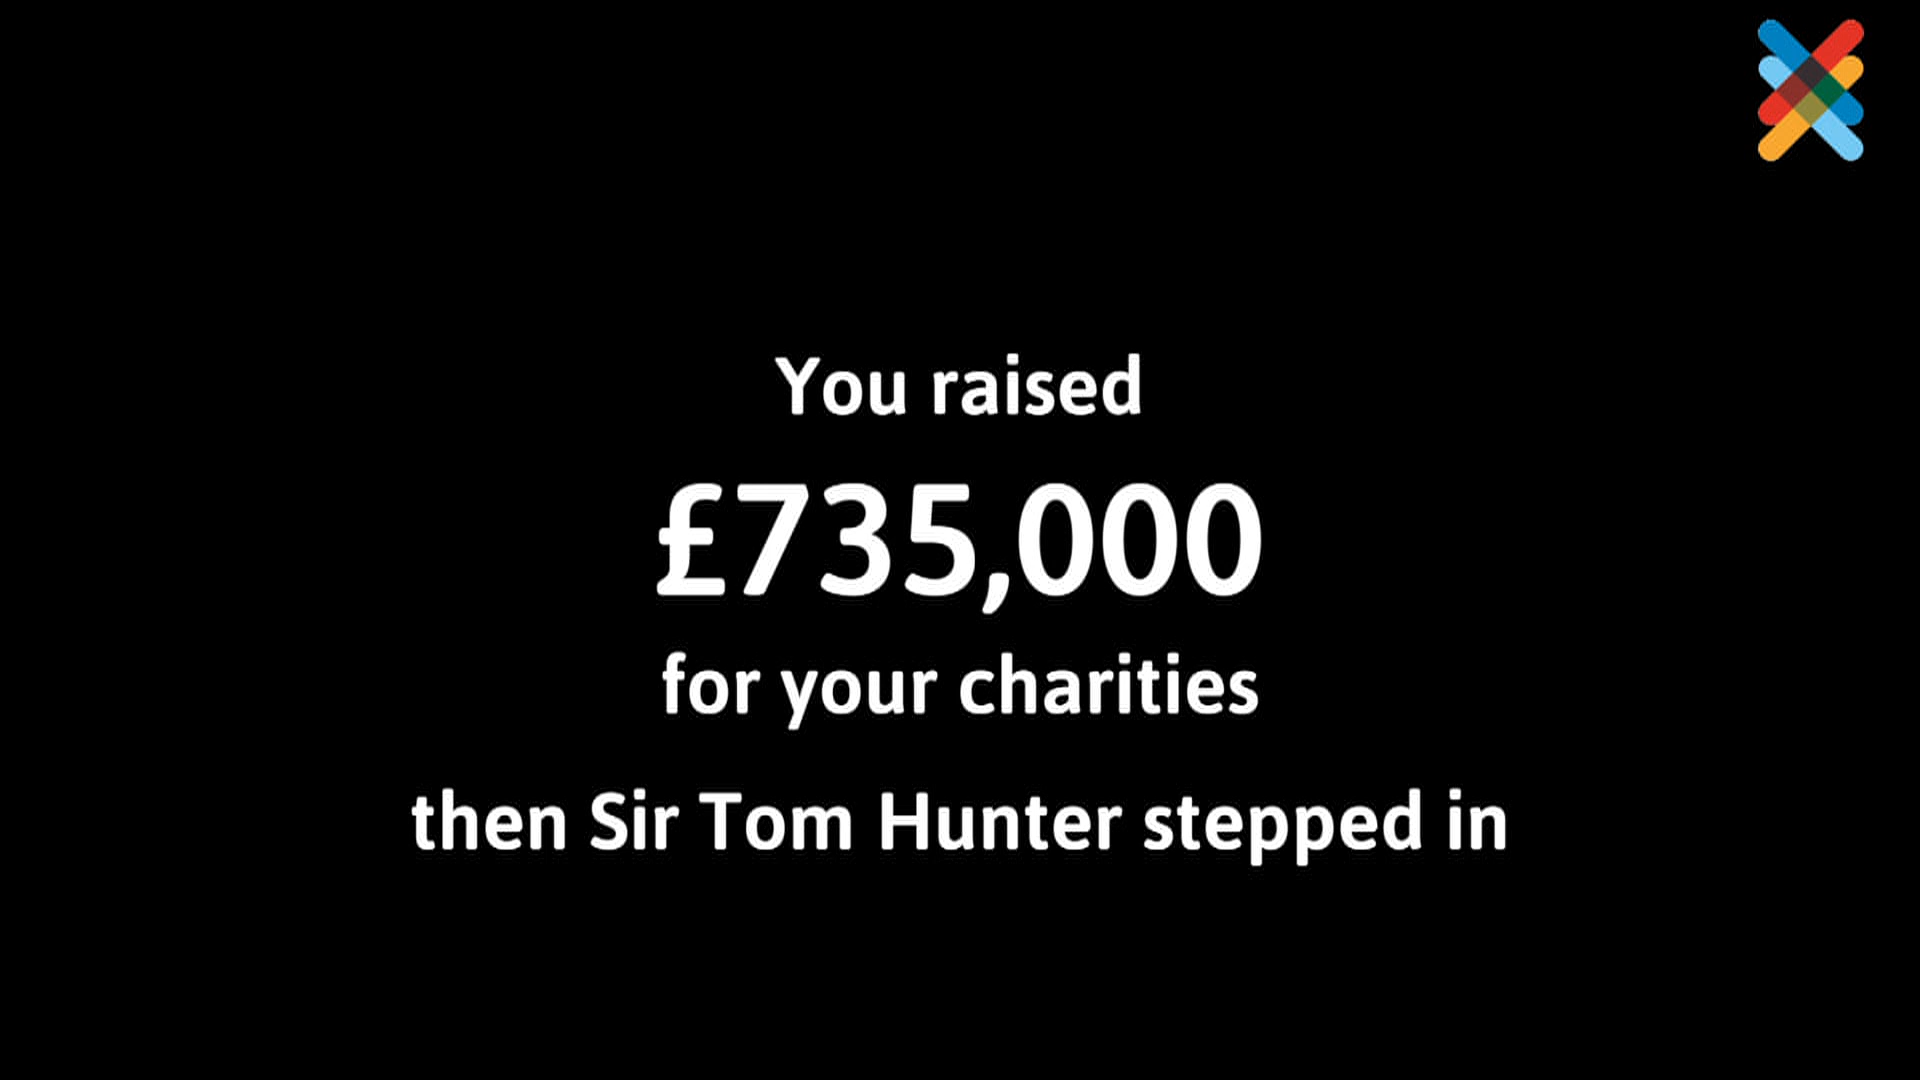 You raised
£735,000
for your charities
then Sir Tom Hunter stepped in